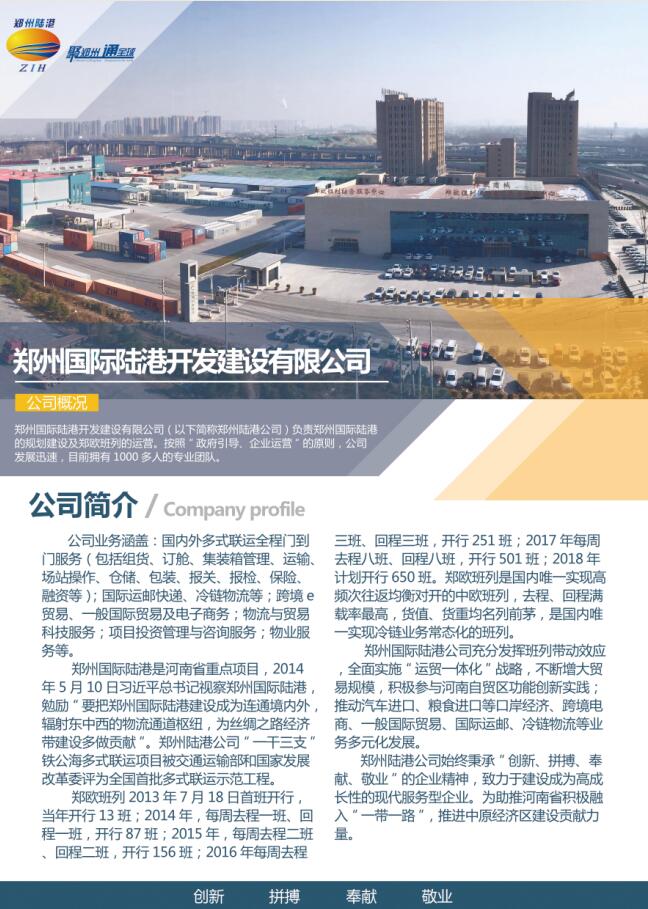 郑州陆港
ZIH
聚郑州 通全球
郑州国际陆港开发建设有限公司
公司概况
郑州国际陆港开发建设有限公司（以下简称郑州陆港公司）负责郑州国际陆港
的规划建设及郑欧班列的运营。按照“政府引导、企业运营”的原则，公司
发展迅速，目前拥有 1000 多人的专业团队。
公司简介 / Company profile
公司业务涵盖：国内外多式联运全程门到
门服务（包括组货、订舱、集装箱管理、运输、
场站操作、仓储、包装、报关、报检、保险、
融资等）；国际运邮快递、冷链物流等；跨境 e
贸易、一般国际贸易及电子商务；物流与贸易
科技服务；项目投资管理与咨询服务；物业服
务等。
郑州国际陆港是河南省重点项目，2014
年 5 月 10 日习近平总书记视察郑州国际陆港，
勉励“要把郑州国际陆港建设成为连通境内外，
辐射东中西的物流通道枢纽，为丝绸之路经济
带建设多做贡献”。郑州陆港公司“一干三支”
铁公海多式联运项目被交通运输部和国家发展
改革委评为全国首批多式联运示范工程。
郑欧班列 2013 年 7 月 18 日首班开行，
当年开行 13 班；2014 年，每周去程一班、回
程一班，开行 87 班；2015 年，每周去程二班
、回程二班，开行 156 班；2016 年每周去程
三班、回程三班，开行 251 班；2017 年每周
去程八班、回程八班，开行 501 班；2018 年
计划开行 650 班。郑欧班列是国内唯一实现高
频次往返均衡对开的中欧班列，去程、回程满
载率最高，货值、货重均名列前茅，是国内唯
一实现冷链业务常态化的班列。
郑州国际陆港公司充分发挥班列带动效应
，全面实施“运贸一体化”战略，不断增大贸
易规模，积极参与河南自贸区功能创新实践；
推动汽车进口、粮食进口等口岸经济、跨境电
商、一般国际贸易、国际运邮、冷链物流等业
务多元化发展。
郑州陆港公司始终秉承“创新、拼搏、奉
献、敬业”的企业精神，致力于建设成为高成
长性的现代服务型企业。为助推河南省积极融
入“一带一路”，推进中原经济区建设贡献力
量。
创新 拼搏 奉献 敬业